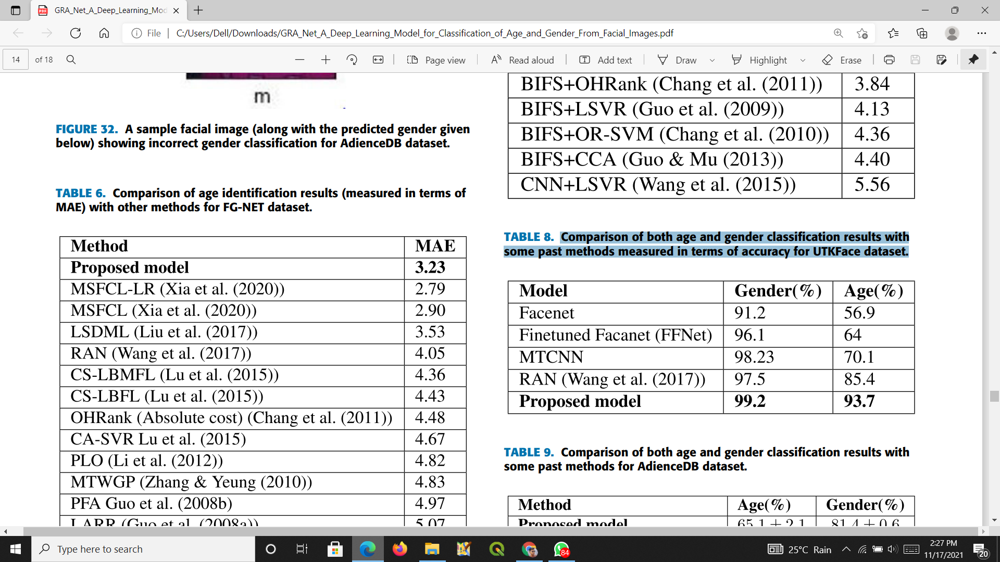 GRA_Net_A_Deep_Learning_Mod
File
C:/Users/Dell/Downloads/GRA_Net_A_Deep_Learning_Model_for_Classification_of_Age_and_Gender_From_Facial_Images.pdf
14 of 18
Page view
Read aloud
Add text
Draw
Highlight
Erase
m
FIGURE 32. A sample facial image (along with the predicted gender given
below) showing incorrect gender classification for AdienceDB dataset.
TABLE 6. Comparison of age identification results (measured in terms of
MAE) with other methods for FG-NET dataset.
Method MAE
Proposed model 3.23
MSFCL-LR (Xia et al. (2020)) 2.79
MSFCL (Xia et al. (2020)) 2.90
LSDML (Liu et al. (2017)) 3.53
RAN (Wang et al. (2017)) 4.05
CS-LBMFL (Lu et al. (2015)) 4.36
CS-LBFL (Lu et al. (2015)) 4.43
OHRank (Absolute cost) (Chang et al. (2011)) 4.48
CA-SVR Lu et al. (2015) 4.67
PLO (Li et al. (2012)) 4.82
MTWGP (Zhang & Yeung (2010)) 4.83
PFA Guo et al. (2008b) 4.97
LARR (Guo et al. (2008a)) 5.07
BIFS+OHRank (Chang et al. (2011)) 3.84
BIFS+LSVR (Guo et al. (2009)) 4.13
BIFS+OR-SVM (Chang et al. (2010)) 4.36
BIFS+CCA (Guo & Mu (2013)) 4.40
CNN+LSVR (Wang et al. (2015)) 5.56
TABLE 8. Comparison of both age and gender classification results with
some past methods measured in terms of accuracy for UTKFace dataset.
Model Gender(%) Age(%)
Facenet 91.2 56.9
Finetuned Facanet (FFNet) 96.1 64
MTCNN 98.23 70.1
RAN (Wang et al. (2017)) 97.5 85.4
Proposed model 99.2 93.7
TABLE 9. Comparison of both age and gender classification results with
some past methods for AdienceDB dataset.
Method Age(%) Gender(%)
Proposed model 65.1 ± 2.1 81.4 ± 0.6
Type here to search
84
25°C Rain
2:27 PM
11/17/2021
20